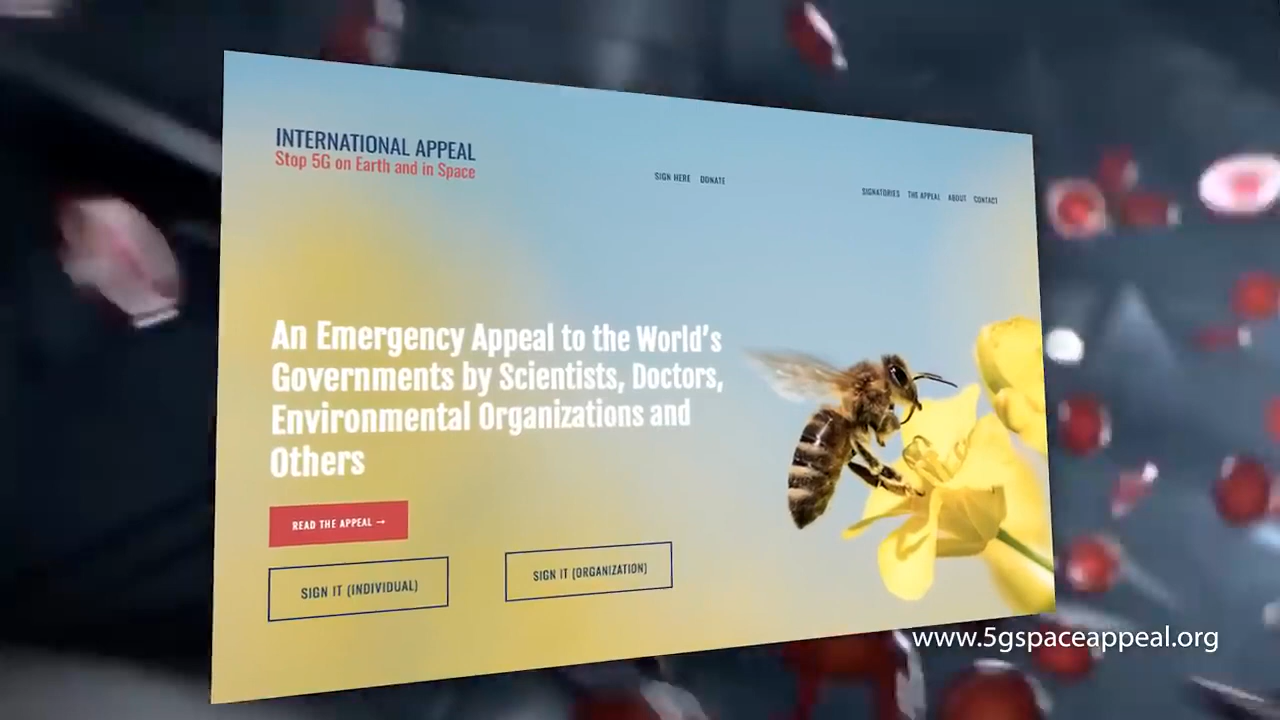 INTERNATIONAL APPEAL
Stop 5G on Earth and in Space
SIGN HERE DONATE
SIGNATORIES THE APPEAL ABOUT CONTACT
An Emergency Appeal to the World's
Governments by Scientists, Doctors,
Environmental Organizations and
Others
READ THE APPEAL →
SIGN IT (INDIVIDUAL)
SIGN IT (ORGANIZATION)
www.5gspaceappeal.org